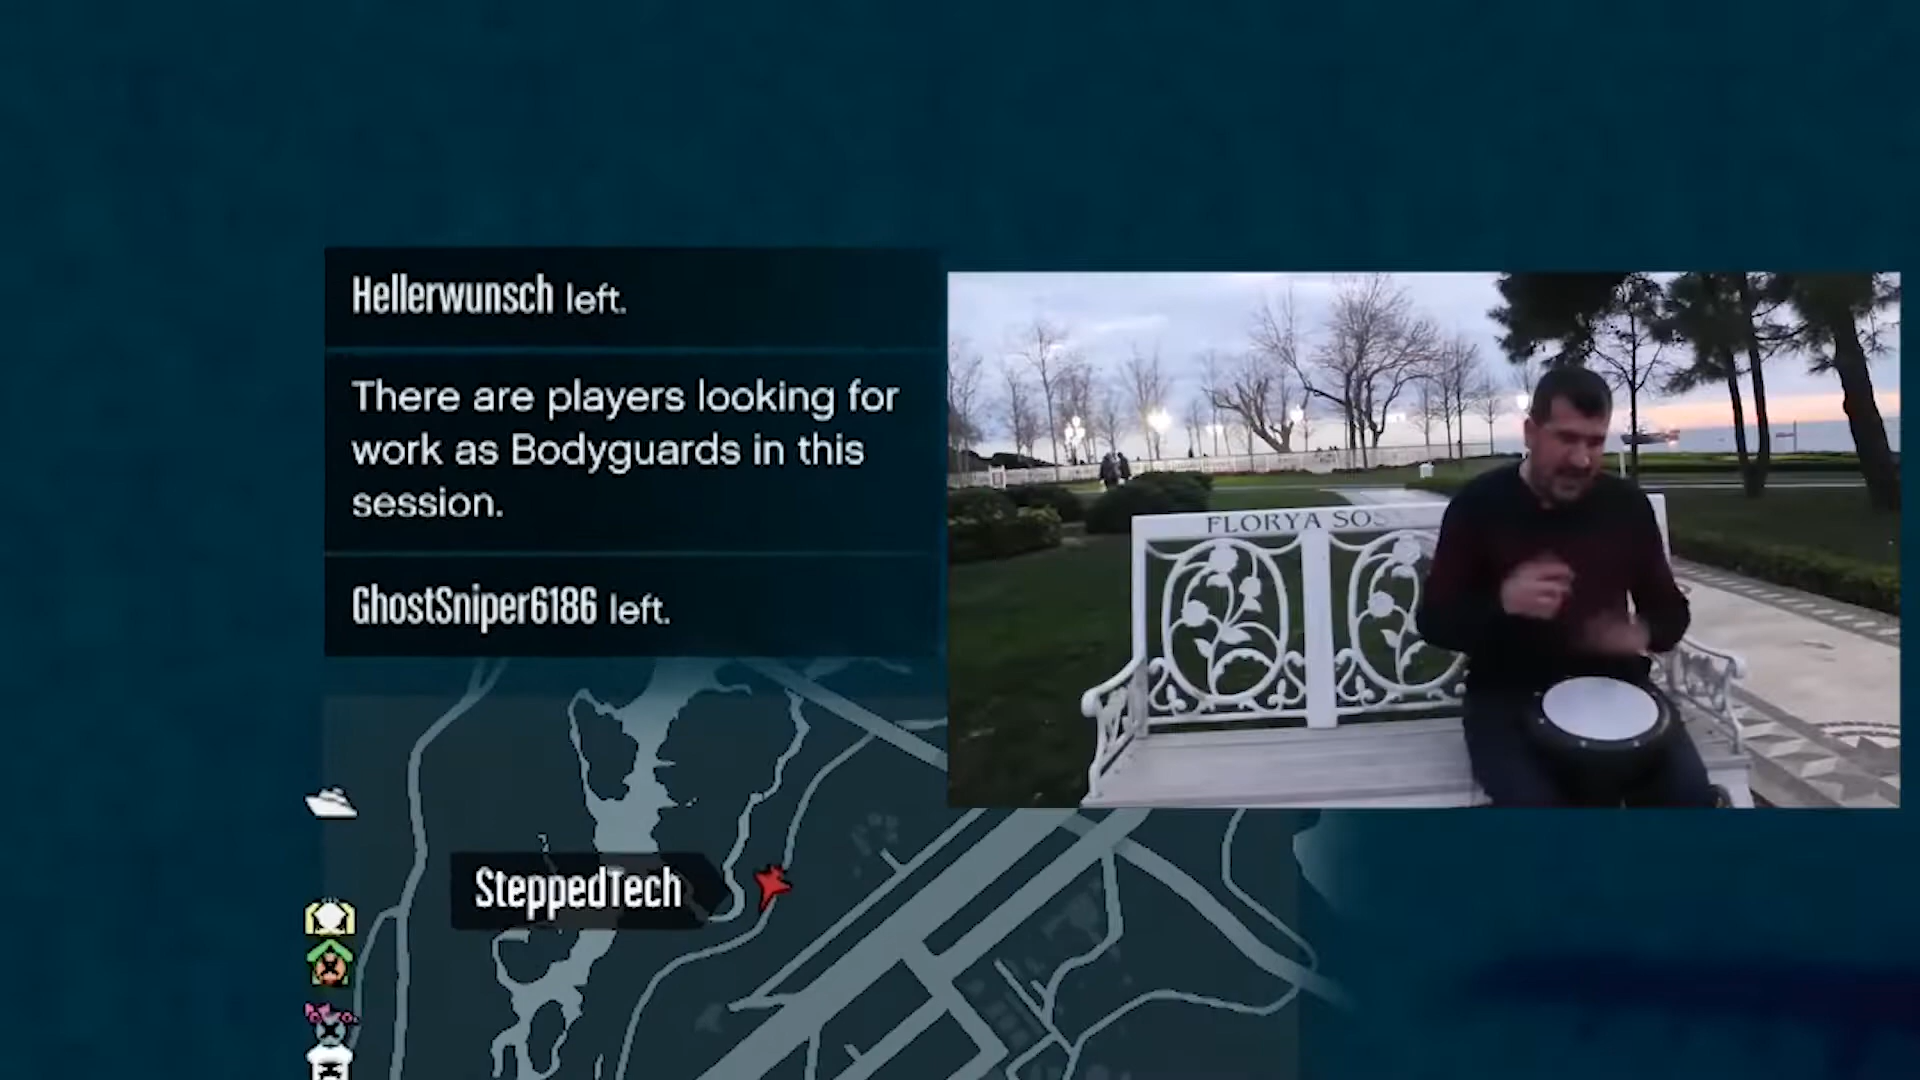 Hellerwunsch left.
There are players looking for
work as Bodyguards in this
session.
GhostSniper6186 left.
FLORYA SOS
SteppedTech